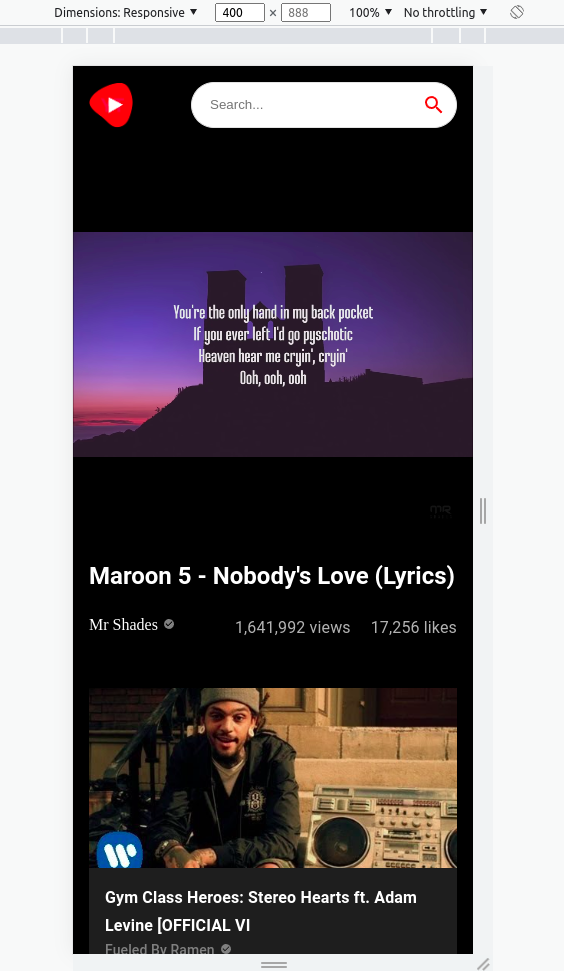 Dimensions: Responsive ▼ 400 × 888 100% ▼ No throttling ▼
Search...
You're the only hand in my back pocket
If you ever left I'd go pyschotic
Heaven hear me cryin', cryin'
Ooh, ooh, ooh
MR
Maroon 5 - Nobody's Love (Lyrics)
Mr Shades 1,641,992 views 17,256 likes
Gym Class Heroes: Stereo Hearts ft. Adam
Levine [OFFICIAL VI
Fueled By Ramen